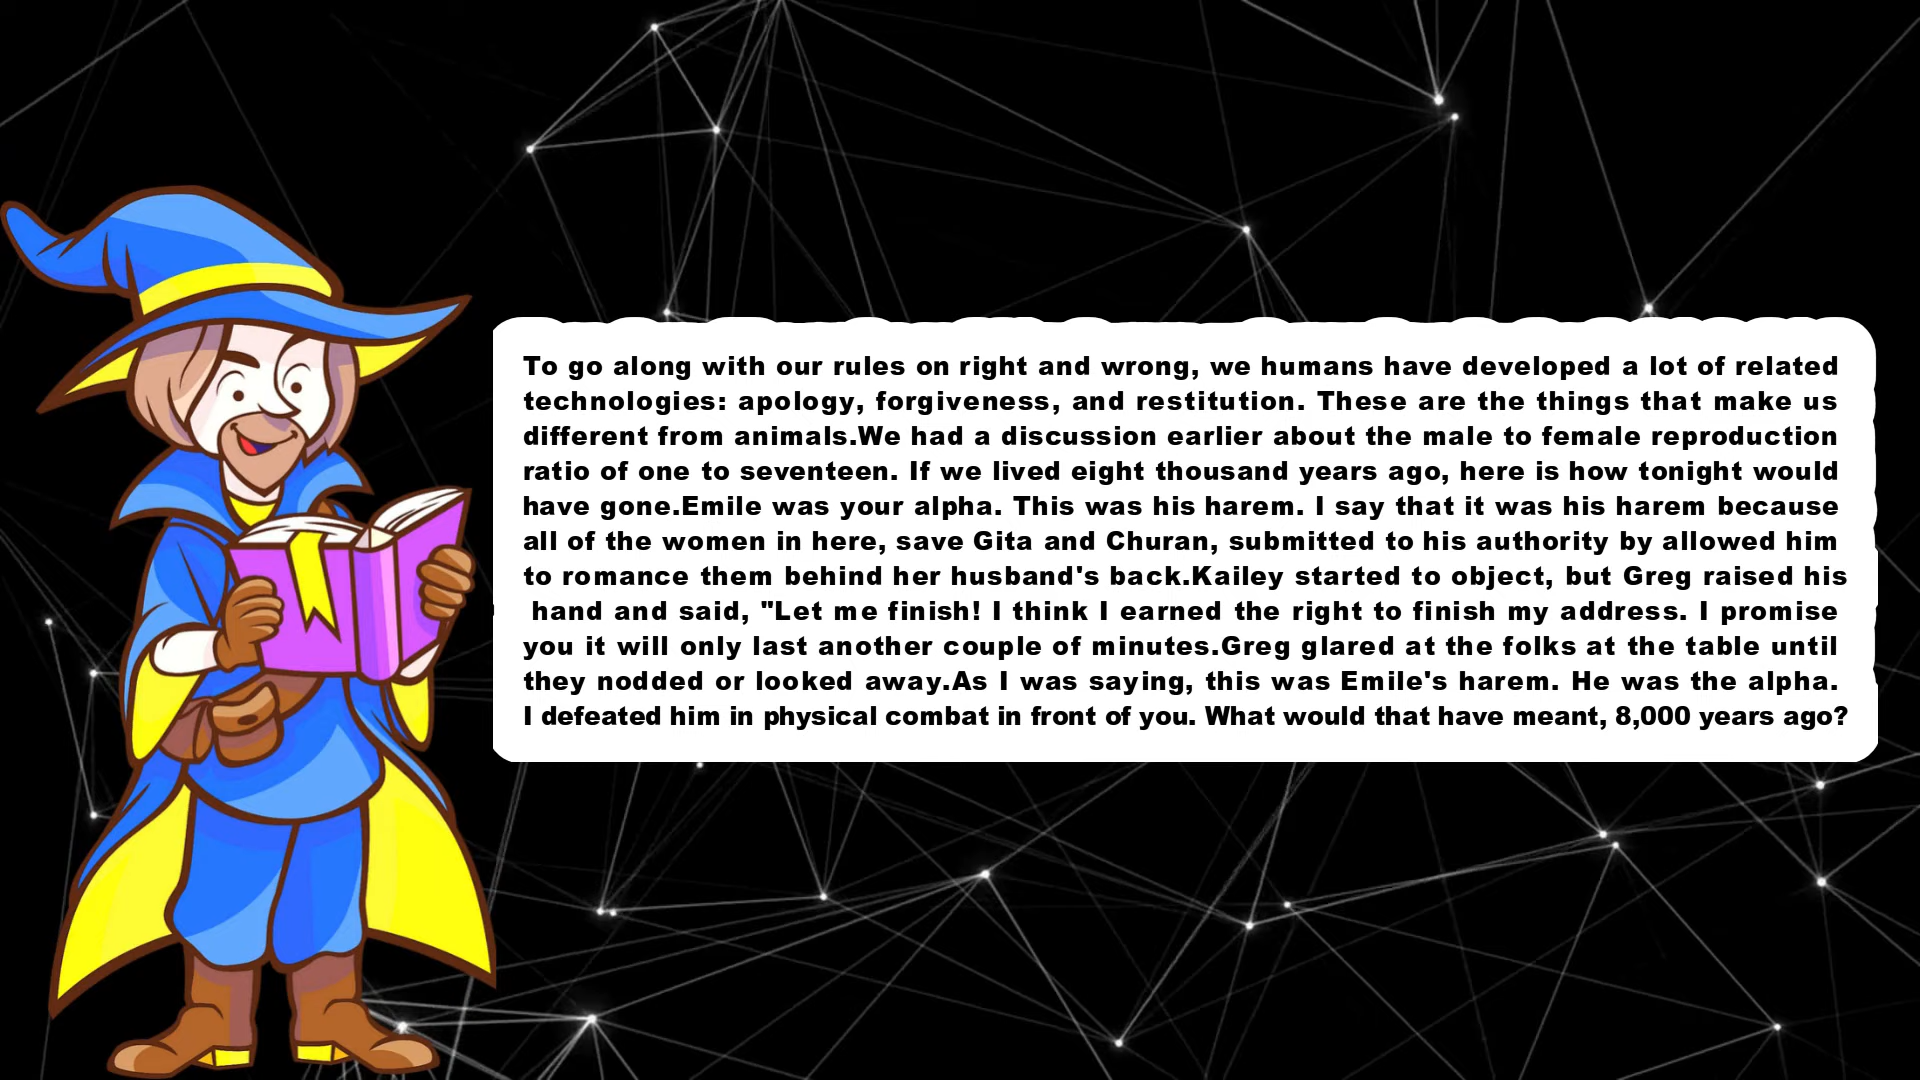 To go along with our rules on right and wrong, we humans have developed a lot of related
technologies: apology, forgiveness, and restitution. These are the things that make us
different from animals.We had a discussion earlier about the male to female reproduction
ratio of one to seventeen. If we lived eight thousand years ago, here is how tonight would
have gone.Emile was your alpha. This was his harem. I say that it was his harem because
all of the women in here, save Gita and Churan, submitted to his authority by allowed him
to romance them behind her husband's back.Kailey started to object, but Greg raised his
hand and said, "Let me finish! I think I earned the right to finish my address. I promise
you it will only last another couple of minutes.Greg glared at the folks at the table until
they nodded or looked away.As I was saying, this was Emile's harem. He was the alpha.
I defeated him in physical combat in front of you. What would that have meant, 8,000 years ago?